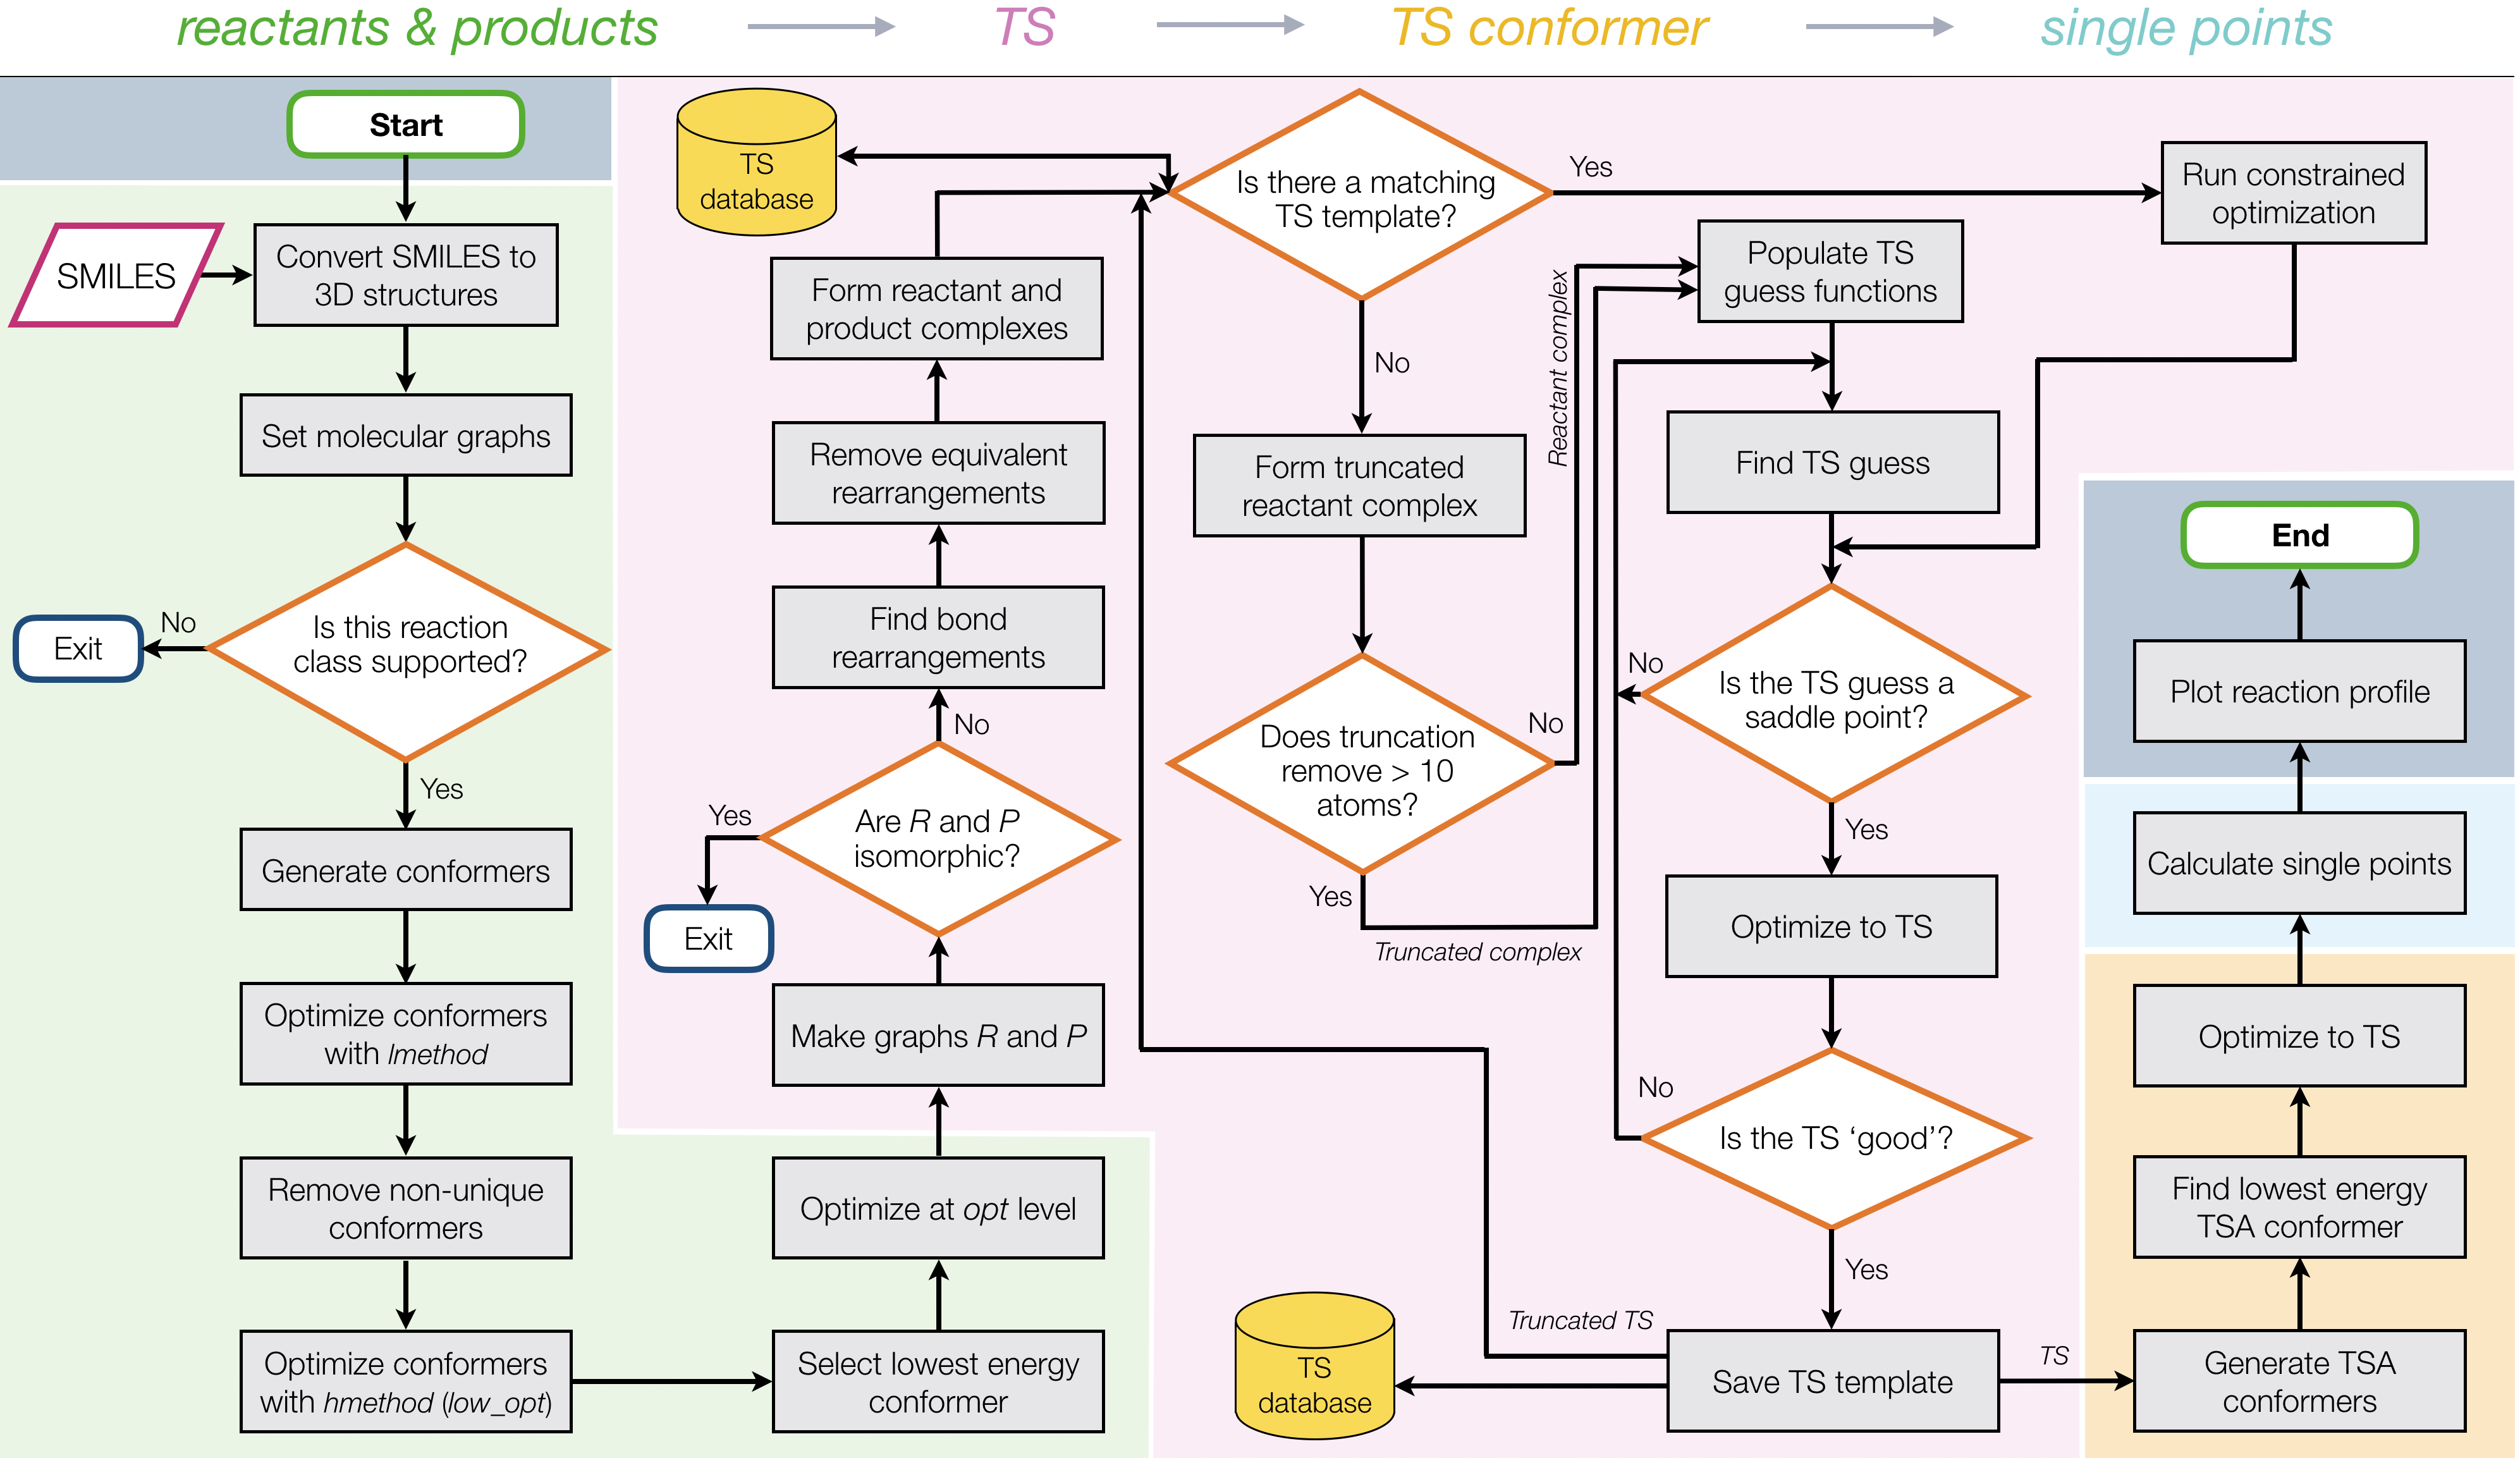 reactants & products
TS
TS conformer
single points
Start
SMILES
Convert SMILES to
3D structures
Set molecular graphs
Is this reaction
class supported?
No
Exit
Yes
Generate conformers
Optimize conformers
with lmethod
Remove non-unique
conformers
Optimize conformers
with hmethod (low_opt)
Select lowest energy
conformer
Optimize at opt level
Make graphs R and P
Are R and P
isomorphic?
Yes
Exit
No
Find bond
rearrangements
Remove equivalent
rearrangements
Form reactant and
product complexes
TS
database
Is there a matching
TS template?
Yes
No
Form truncated
reactant complex
Does truncation
remove > 10
atoms?
No
Reactant complex
Yes
Truncated complex
Run constrained
optimization
Populate TS
guess functions
Find TS guess
Is the TS guess a
saddle point?
No
Yes
Optimize to TS
Is the TS ‘good’?
No
Yes
Save TS template
Truncated TS
TS
database
TS
Generate TSA
conformers
Find lowest energy
TSA conformer
Optimize to TS
Calculate single points
Plot reaction profile
End